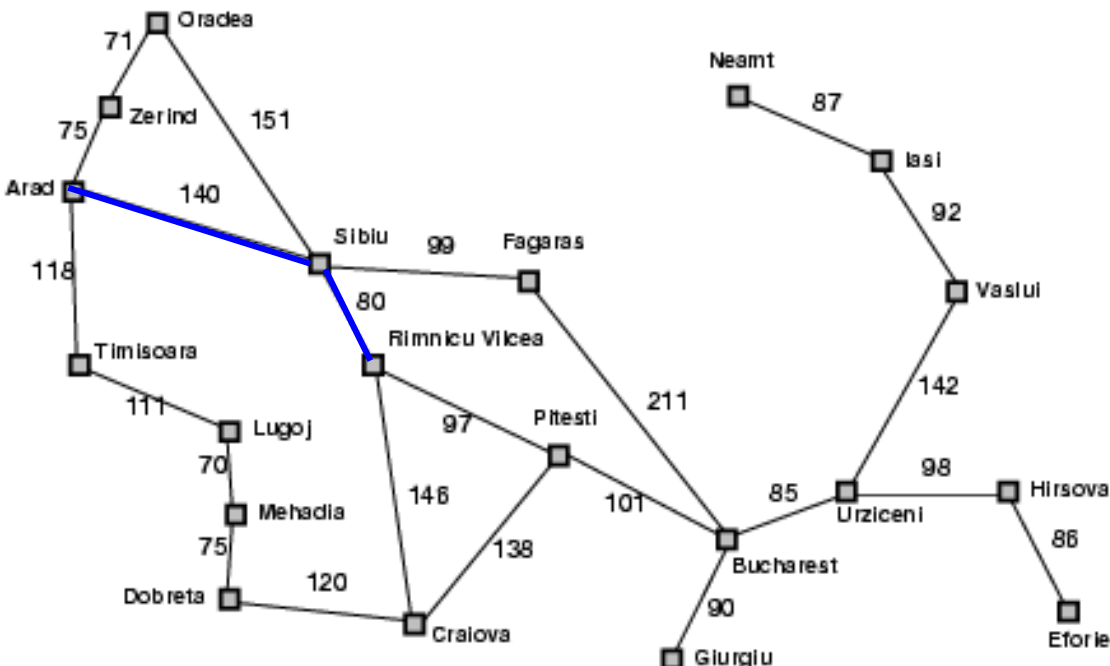 Oradea
71
Neamt
87
Zerind
151
75
Iasi
Arad
140
92
Sibiu
99
Fagaras
118
80
Vaslui
Rimnicu Vilcea
Timisoara
142
111
211
Lugoj
97
Pitesti
70
98
146
101
85
Hirsova
Mehadia
Urziceni
75
138
86
Bucharest
120
Dobreta
90
Craiova
Eforie
Giurgiu